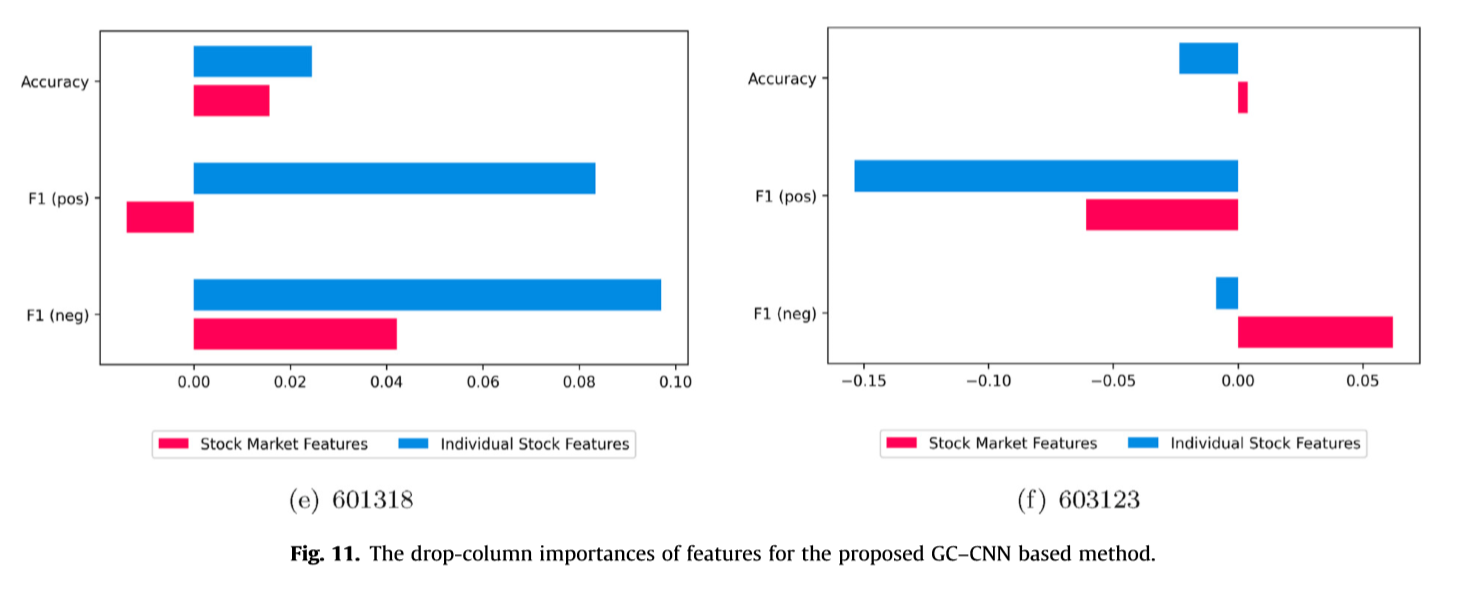 Accuracy
F1 (pos)
F1 (neg)
0.00 0.02 0.04 0.06 0.08 0.10
Stock Market Features Individual Stock Features
(e) 601318
Accuracy
F1 (pos)
F1 (neg)
−0.15 −0.10 −0.05 0.00 0.05
Stock Market Features Individual Stock Features
(f) 603123
Fig. 11. The drop-column importances of features for the proposed GC–CNN based method.